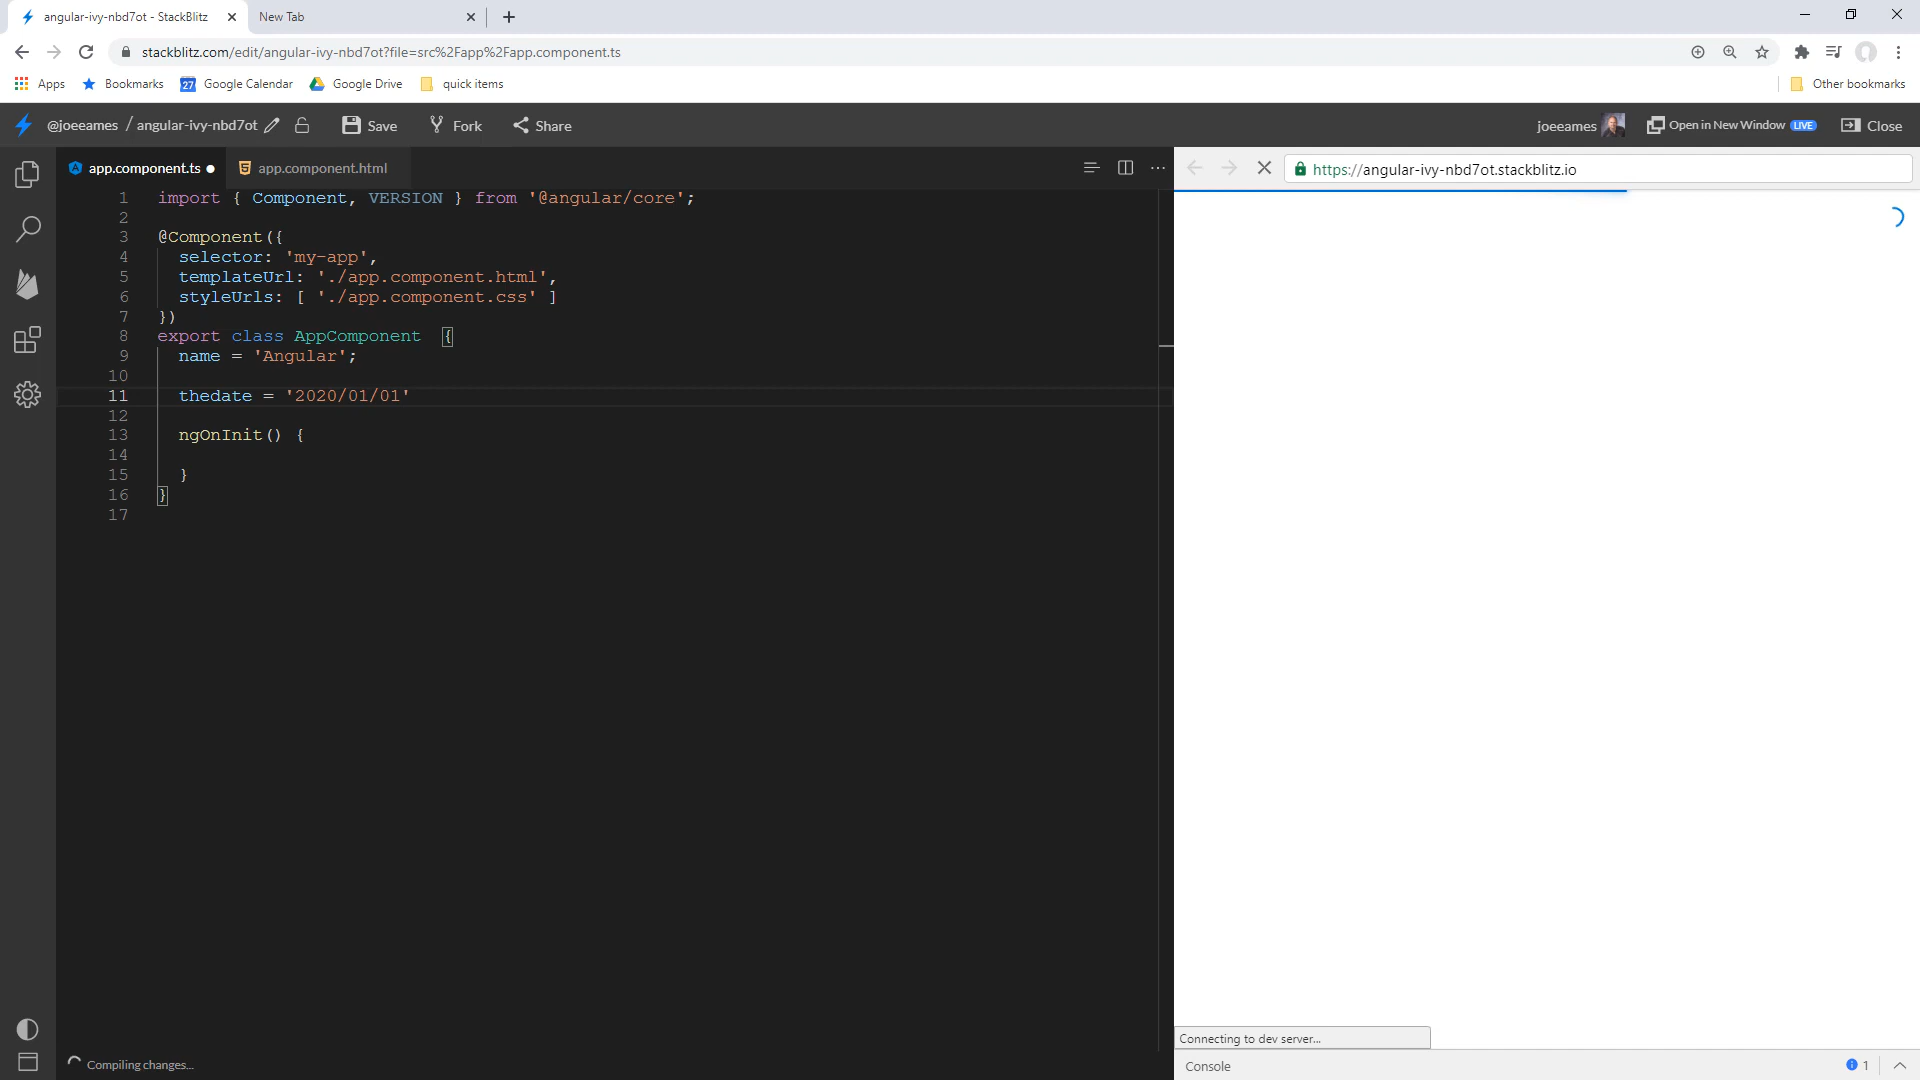 angular-ivy-nbd7ot - StackBlitz
New Tab
stackblitz.com/edit/angular-ivy-nbd7ot?file=src%2Fapp%2Fapp.component.ts
Apps
Bookmarks
27
Google Calendar
Google Drive
quick items
Other bookmarks
@joeeames / angular-ivy-nbd7ot
Save
Fork
Share
joeeames
Open in New Window LIVE
Close
app.component.ts
app.component.html
https://angular-ivy-nbd7ot.stackblitz.io
1 import { Component, VERSION } from '@angular/core';
2
3 @Component({
4 selector: 'my-app',
5 templateUrl: './app.component.html',
6 styleUrls: [ './app.component.css' ]
7 })
8 export class AppComponent  {
9 name = 'Angular';
10
11 thedate = '2020/01/01'
12
13 ngOnInit() {
14
15 }
16 }
17
Compiling changes...
Connecting to dev server...
Console
1